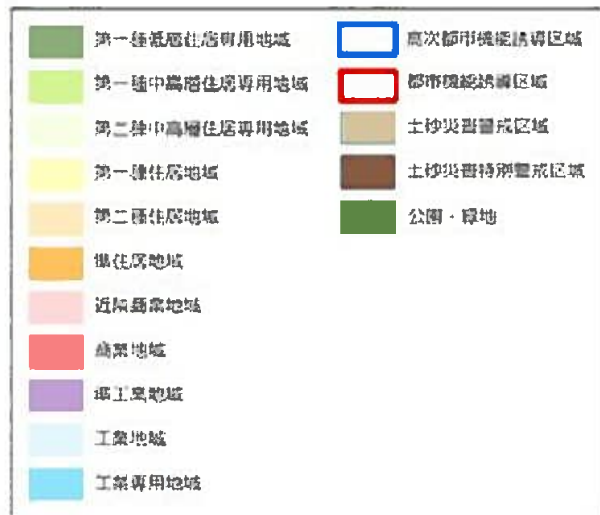 第一種低層住居専用地域
第一種中高層住居専用地域
第二種中高層住居専用地域
第一種住居地域
第二種住居地域
準住居地域
近隣商業地域
商業地域
準工業地域
工業地域
工業専用地域
高次都市機能誘導区域
都市機能誘導区域
土砂災害警戒区域
土砂災害特別警戒区域
公園・緑地